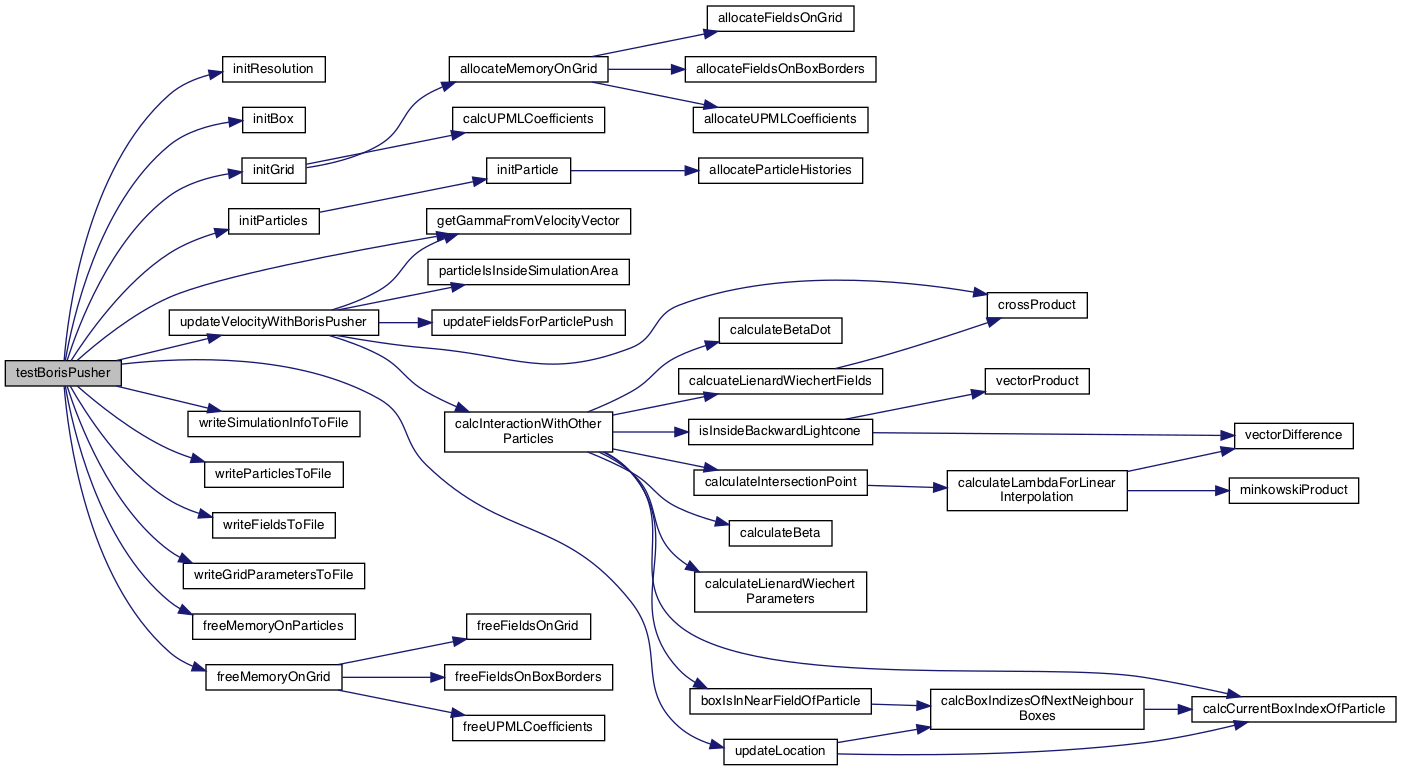 allocateFieldsOnGrid
initResolution
allocateMemoryOnGrid
allocateFieldsOnBoxBorders
initBox
calcUPMLCoefficients
allocateUPMLCoefficients
initGrid
initParticle
allocateParticleHistories
initParticles
getGammaFromVelocityVector
particleIsInsideSimulationArea
crossProduct
updateVelocityWithBorisPusher
updateFieldsForParticlePush
calculateBetaDot
testBorisPusher
calcuateLienardWiechertFields
vectorProduct
writeSimulationInfoToFile
calcInteractionWithOther
Particles
isInsideBackwardLightcone
vectorDifference
writeParticlesToFile
calculateIntersectionPoint
calculateLambdaForLinear
Interpolation
minkowskiProduct
writeFieldsToFile
calculateBeta
writeGridParametersToFile
calculateLienardWiechert
Parameters
freeMemoryOnParticles
freeFieldsOnGrid
freeMemoryOnGrid
freeFieldsOnBoxBorders
boxIsInNearFieldOfParticle
calcBoxIndizesOfNextNeighbour
Boxes
calcCurrentBoxIndexOfParticle
freeUPMLCoefficients
updateLocation